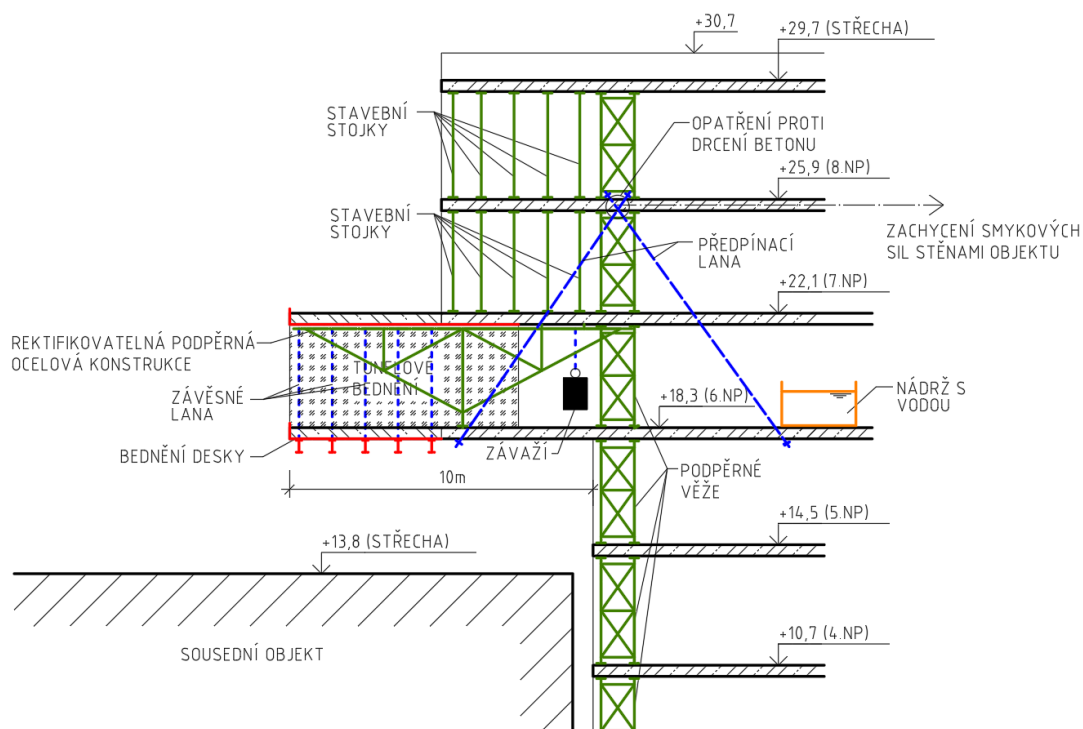 +30,7
+29,7 (STŘECHA)
STAVEBNÍ
STOJKY
OPATŘENÍ PROTI
DRCENÍ BETONU
+25,9 (8.NP)
STAVEBNÍ
STOJKY
PŘEDPÍNACÍ
LANA
ZACHYCENÍ SMYKOVÝCH
SIL STĚNAMI OBJEKTU
+22,1 (7.NP)
REKTIFIKOVATELNÁ PODPĚRNÁ
OCELOVÁ KONSTRUKCE
TUNELOVÉ
BEDNĚNÍ
ZÁVĚSNÉ
LANA
+18,3 (6.NP)
NÁDRŽ S
VODOU
BEDNĚNÍ DESKY
ZÁVAŽÍ
PODPĚRNÉ
VĚŽE
10m
+14,5 (5.NP)
+13,8 (STŘECHA)
+10,7 (4.NP)
SOUSEDNÍ OBJEKT